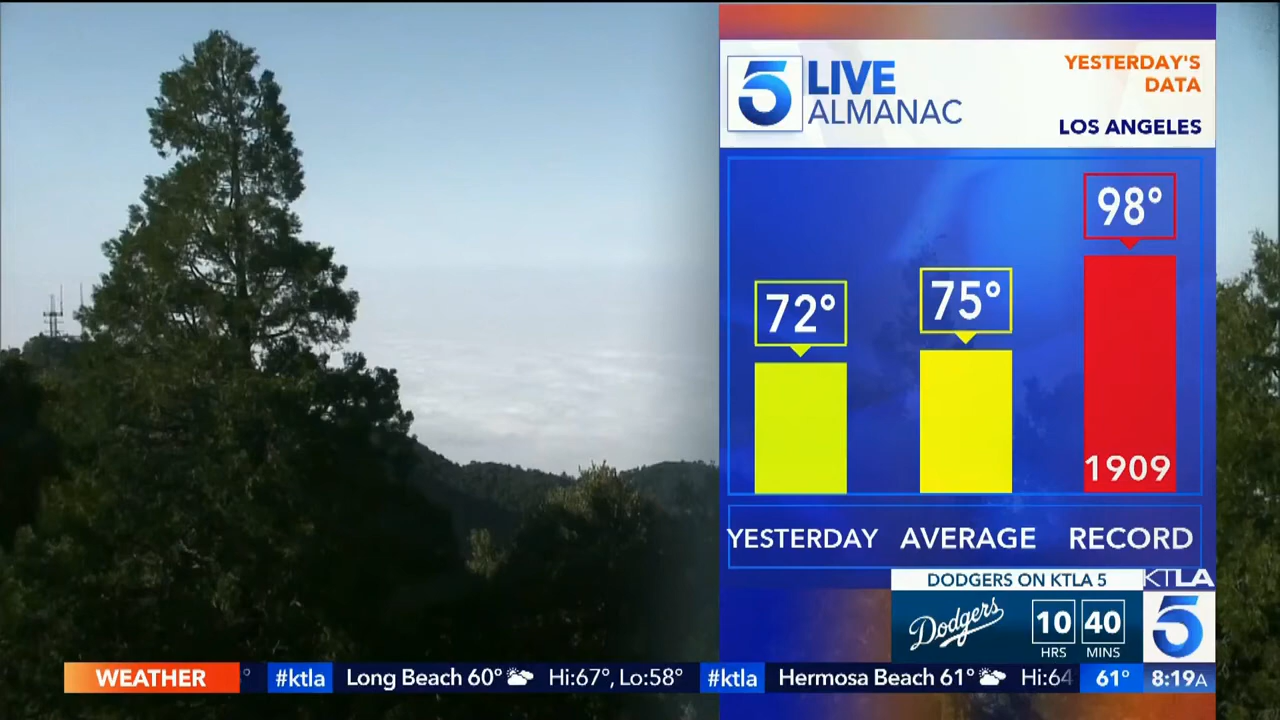 5 LIVE
ALMANAC
YESTERDAY'S
DATA
LOS ANGELES
98°
72°
75°
1909
YESTERDAY AVERAGE RECORD
DODGERS ON KTLA 5
KTLA
Dodgers
10 40
HRS MINS
5
WEATHER
° #ktla Long Beach 60° Hi:67°, Lo:58° #ktla Hermosa Beach 61° Hi:64
61° 8:19A